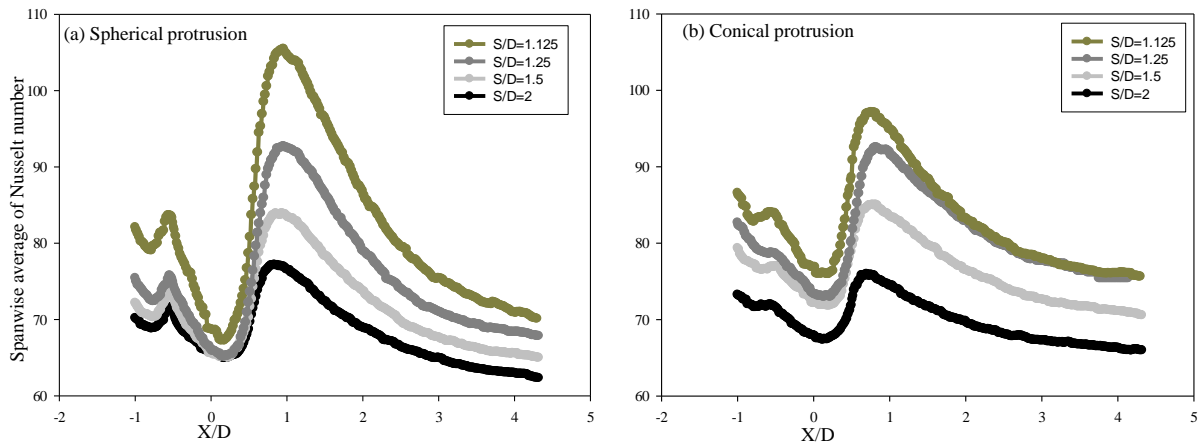 (a) Spherical protrusion
S/D=1.125
S/D=1.25
S/D=1.5
S/D=2
Spanwise average of Nusselt number
110
100
90
80
70
60
-2
-1
0
1
2
3
4
5
X/D
(b) Conical protrusion
S/D=1.125
S/D=1.25
S/D=1.5
S/D=2
110
100
90
80
70
60
-2
-1
0
1
2
3
4
5
X/D